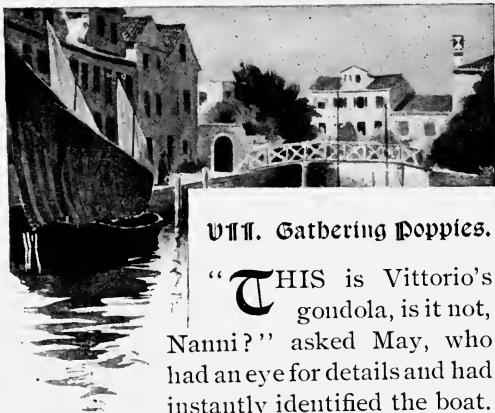 VII. Gathering Poppies.
"THIS is Vittorio's
gondola, is it not,
Nanni?" asked May, who
had an eye for details and had
instantly identified the boat.